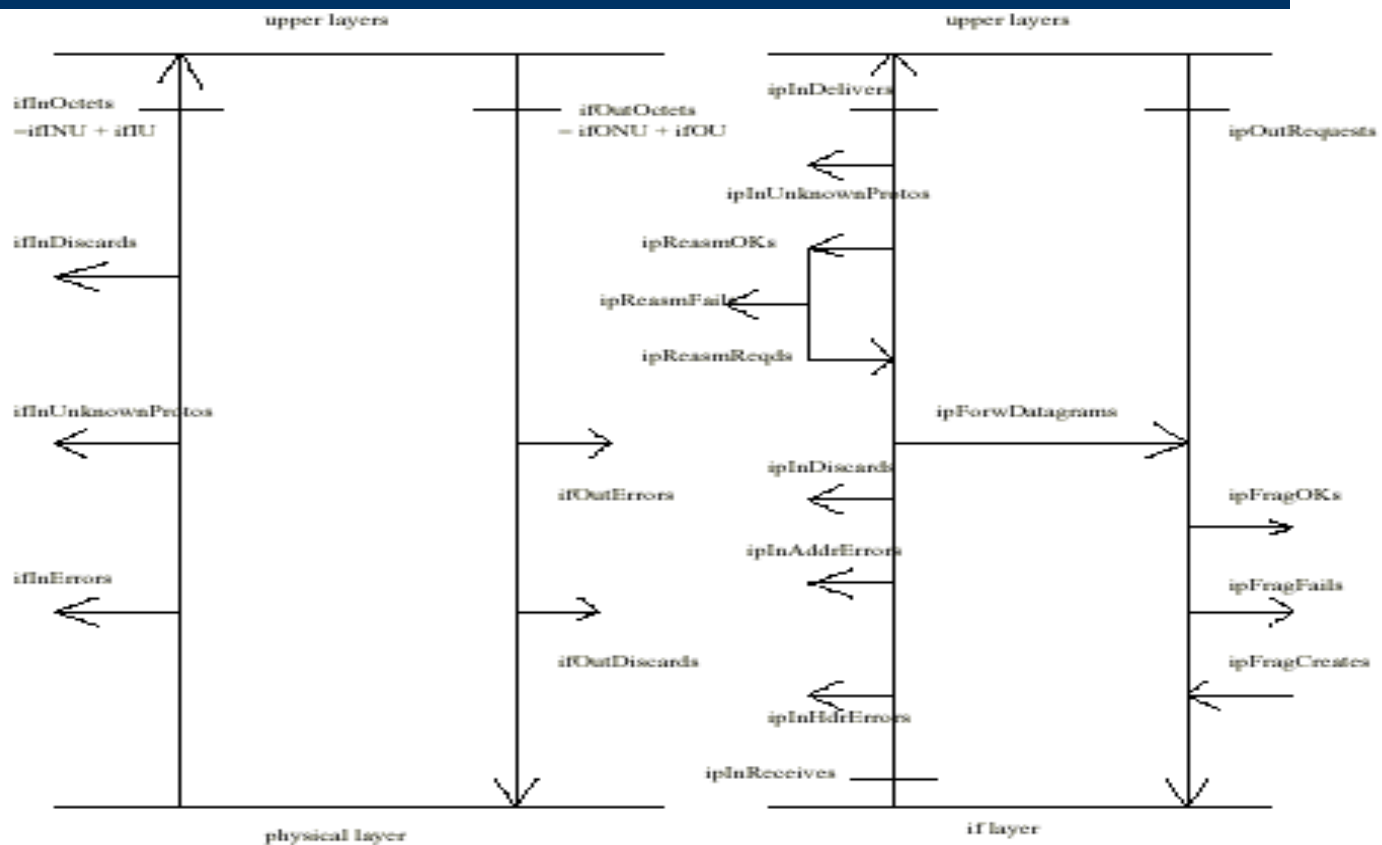 upper layers
ifInOctets
=ifINU + ifIU
ifOutOctets
= ifONU + ifOU
ifInDiscards
ifInUnknownProtos
ifOutErrors
ifInErrors
ifOutDiscards
physical layer
upper layers
ipInDelivers
ipOutRequests
ipInUnknownProtos
ipReasmOKs
ipReasmFails
ipReasmReqds
ipForwDatagrams
ipInDiscards
ipFragOKs
ipInAddrErrors
ipFragFails
ipFragCreates
ipInHdrErrors
ipInReceives
if layer